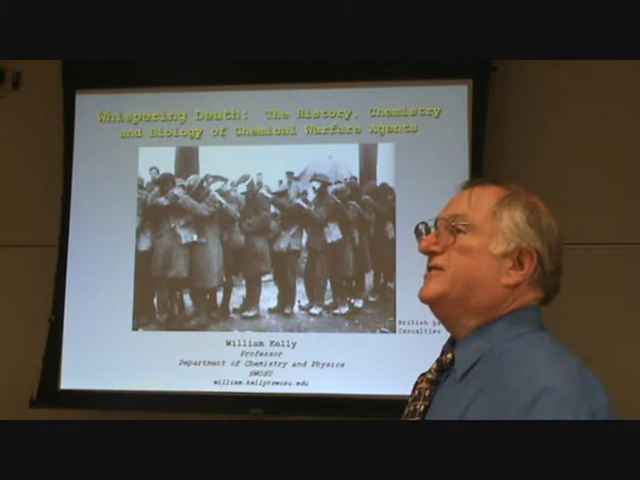 Whispering Death: The History, Chemistry
and Biology of Chemical Warfare Agents
British
Casualties
William Kelly
Professor
Department of Chemistry and Physics
SWOSU
william.kelly@swosu.edu